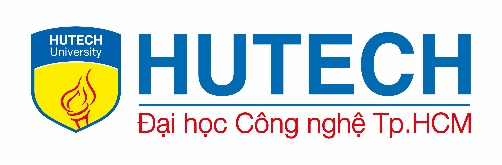 HUTECH
University
HUTECH
Đại học Công nghệ Tp.HCM